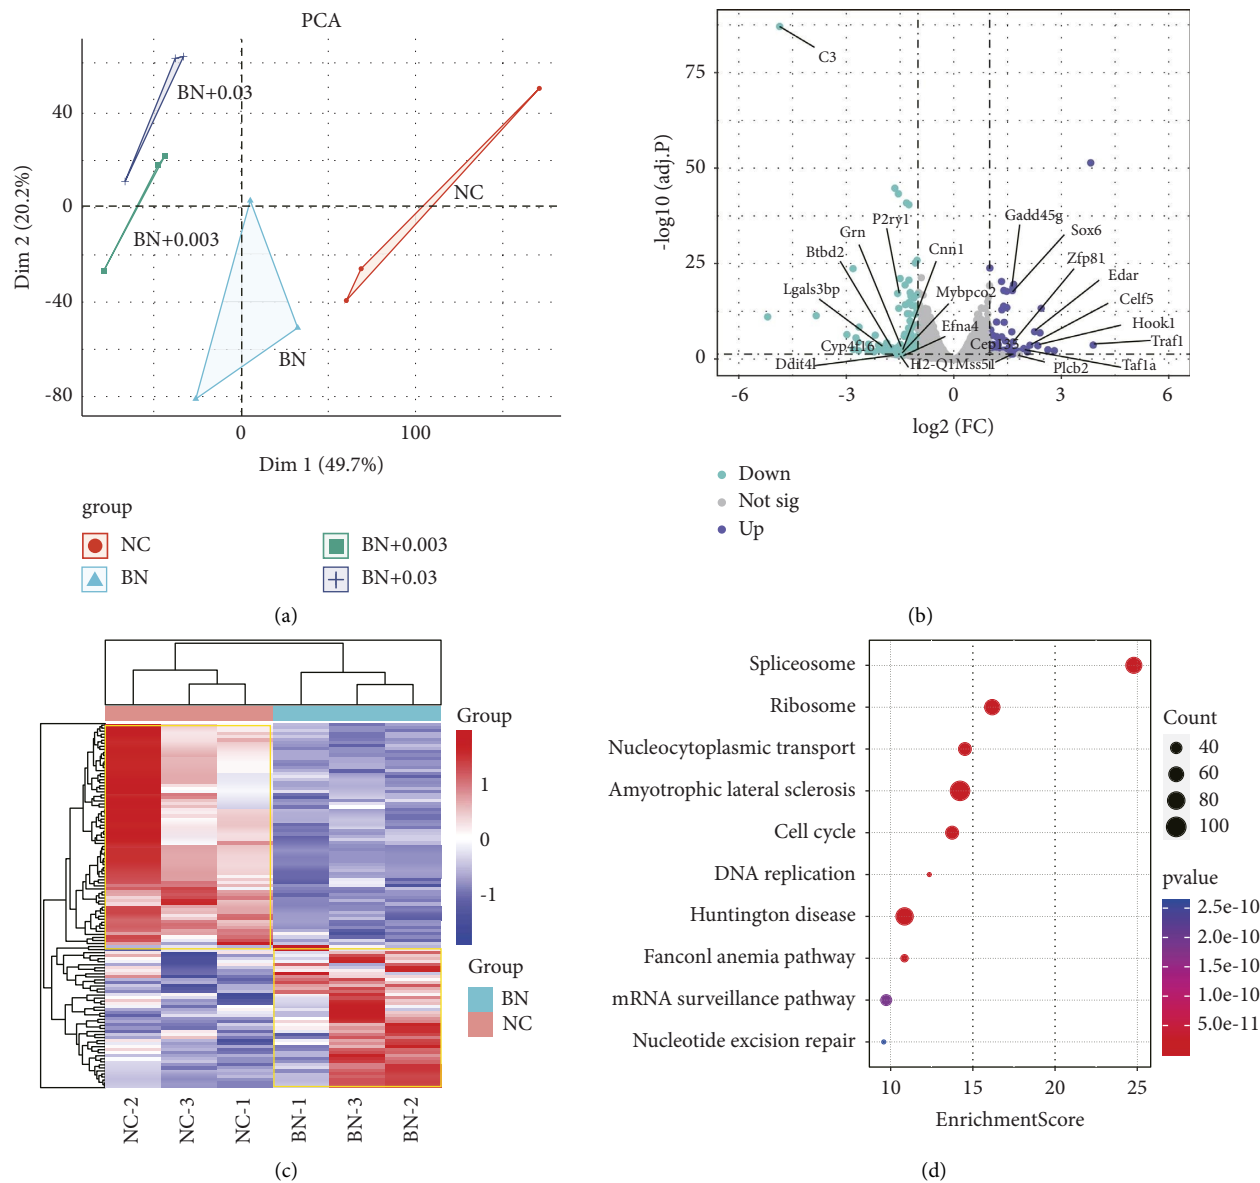 PCA
BN+0.03
NC
BN+0.003
BN
40
0
-40
-80
0
100
Dim 2 (20.2%)
Dim 1 (49.7%)
group
NC
BN+0.003
BN
BN+0.03
(a)
C3
P2ry1
Gadd45g
Grn
Cnn1
Sox6
Btbd2
Zfp81
Edar
Lgals3bp
Mybpco2
Celf5
Efna4
Hook1
Cyp4f16
Cep135
Traf1
Ddit4l
H2-Q1
Mss51
Plcb2
Taf1a
75
50
25
0
-6
-3
0
3
6
-log10 (adj.P)
log2 (FC)
Down
Not sig
Up
(b)
Group
1
0
-1
Group
BN
NC
NC-2
NC-3
NC-1
BN-1
BN-3
BN-2
(c)
Spliceosome
Ribosome
Nucleocytoplasmic transport
Amyotrophic lateral sclerosis
Cell cycle
DNA replication
Huntington disease
Fanconl anemia pathway
mRNA surveillance pathway
Nucleotide excision repair
10
15
20
25
EnrichmentScore
Count
40
60
80
100
pvalue
2.5e-10
2.0e-10
1.5e-10
1.0e-10
5.0e-11
(d)